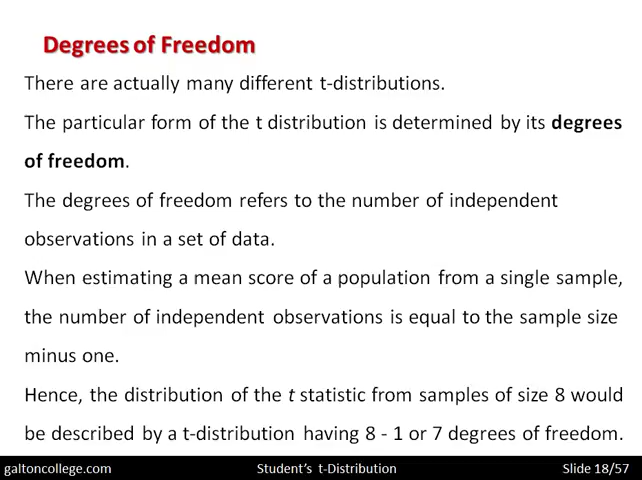 Degrees of Freedom
There are actually many different t-distributions.
The particular form of the t distribution is determined by its degrees
of freedom.
The degrees of freedom refers to the number of independent
observations in a set of data.
When estimating a mean score of a population from a single sample,
the number of independent observations is equal to the sample size
minus one.
Hence, the distribution of the t statistic from samples of size 8 would
be described by a t-distribution having 8 - 1 or 7 degrees of freedom.
galtoncollege.com Student’s t-Distribution Slide 18/57